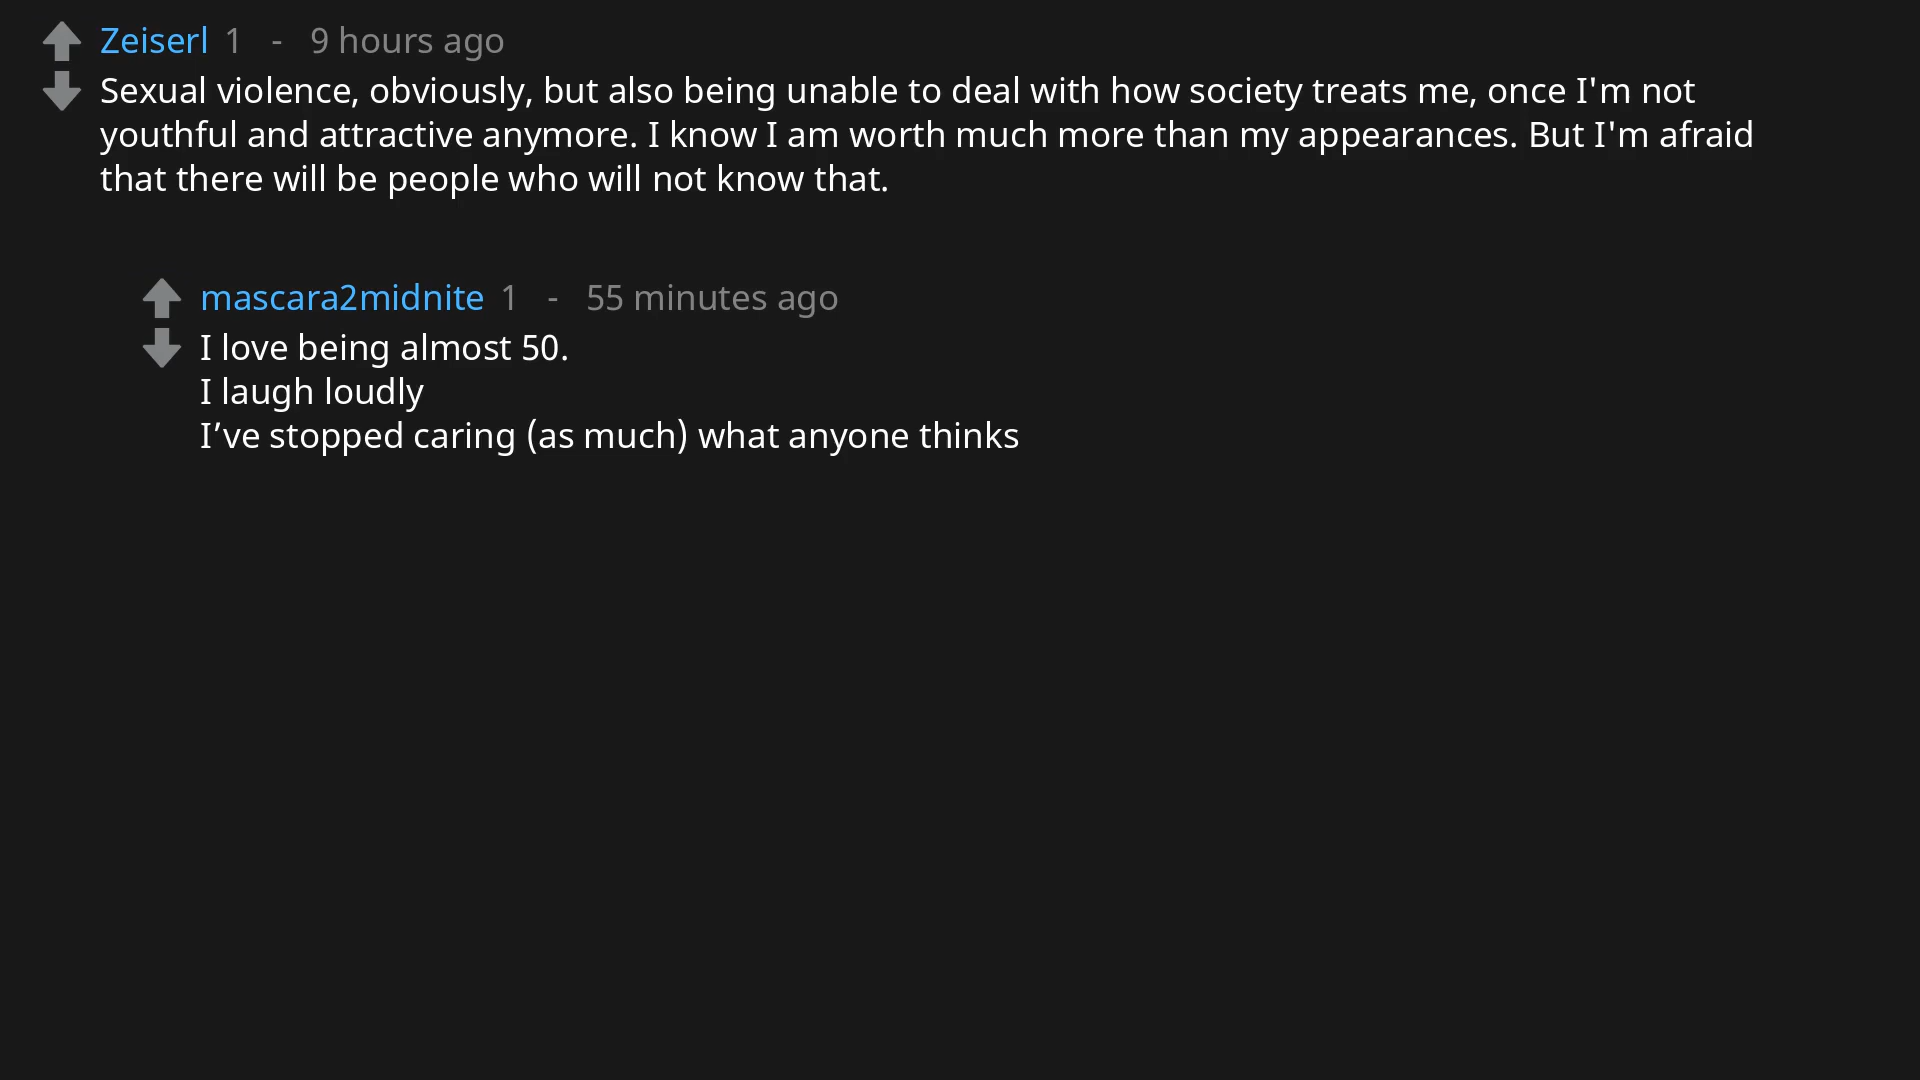 Zeiserl 1 - 9 hours ago
Sexual violence, obviously, but also being unable to deal with how society treats me, once I'm not
youthful and attractive anymore. I know I am worth much more than my appearances. But I'm afraid
that there will be people who will not know that.
mascara2midnite 1 - 55 minutes ago
I love being almost 50.
I laugh loudly
I’ve stopped caring (as much) what anyone thinks